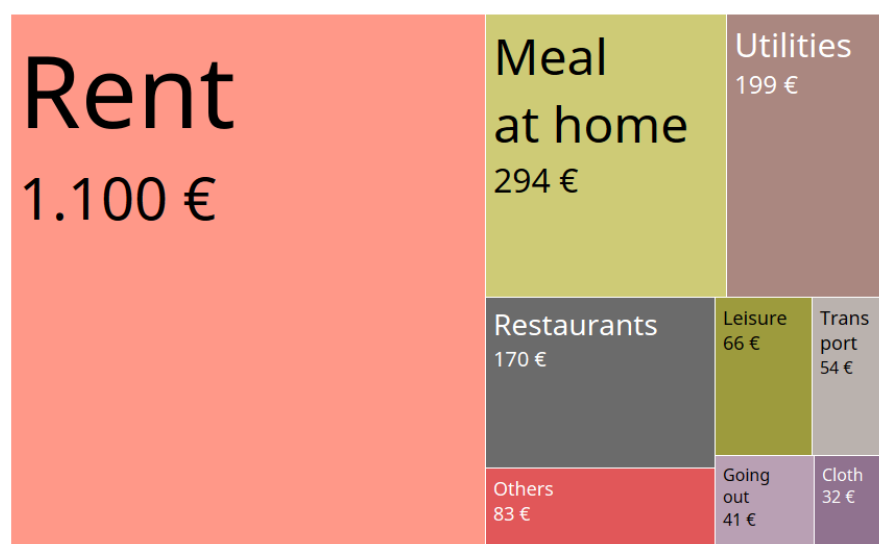 Rent
1.100 €
Meal
at home
294 €
Utilities
199 €
Restaurants
170 €
Leisure
66 €
Trans
port
54 €
Others
83 €
Going
out
41 €
Cloth
32 €